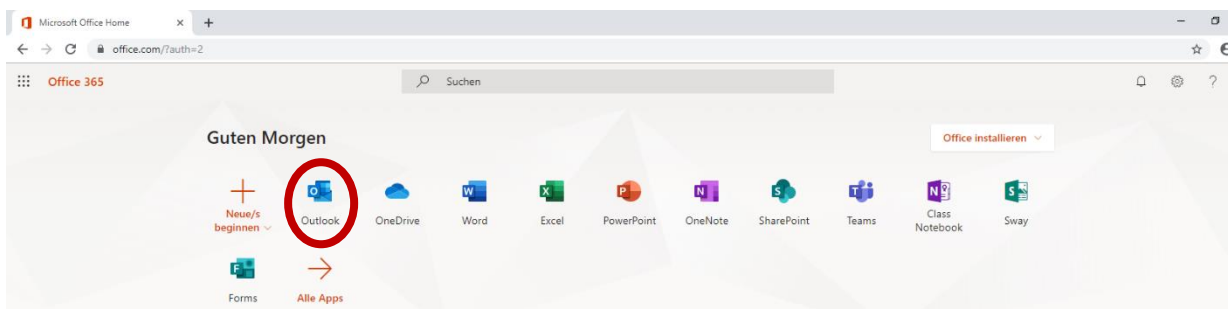 Microsoft Office Home
office.com/?auth=2
Office 365
Suchen
?
Guten Morgen
Office installieren
Neue/s
beginnen
Outlook
OneDrive
Word
Excel
PowerPoint
OneNote
SharePoint
Teams
Class
Notebook
Sway
Forms
Alle Apps